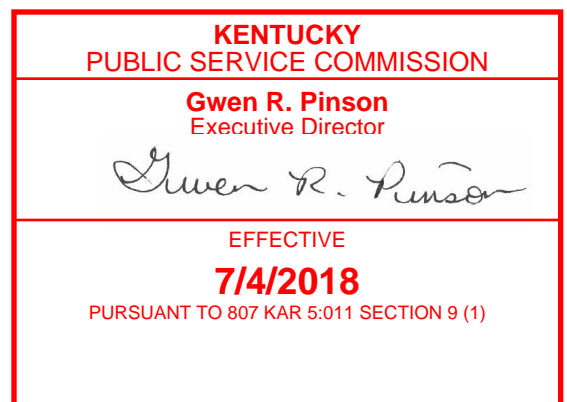 KENTUCKY
PUBLIC SERVICE COMMISSION
Gwen R. Pinson
Executive Director
Gwen R. Pinson
EFFECTIVE
7/4/2018
PURSUANT TO 807 KAR 5:011 SECTION 9 (1)